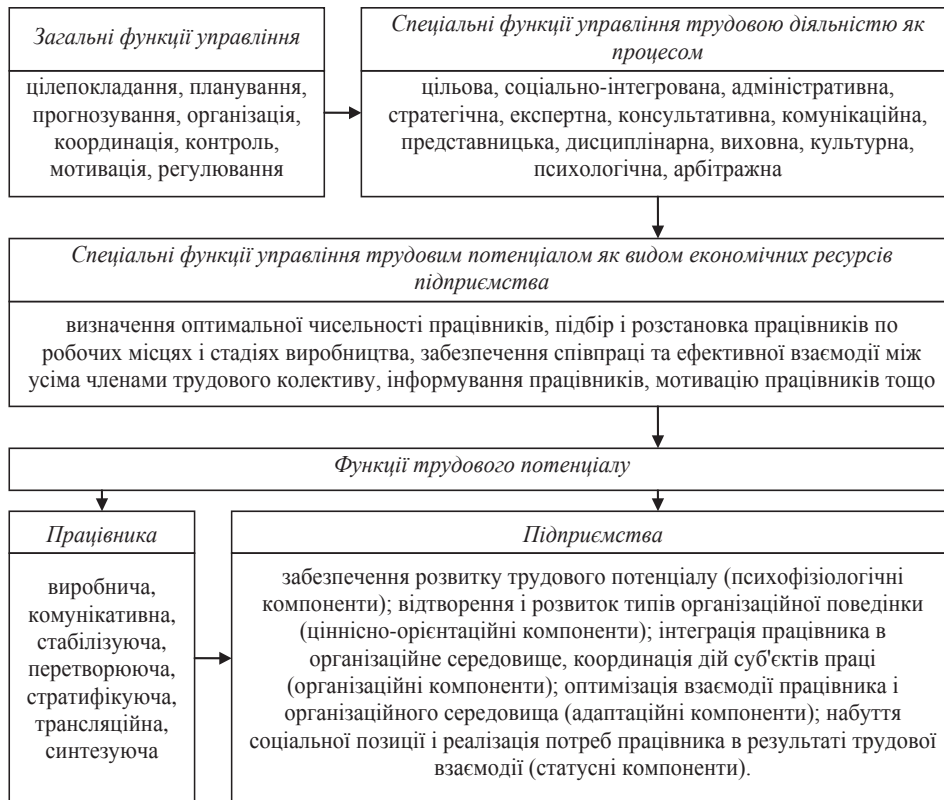 Загальні функції управління
цілепокладання, планування,
прогнозування, організація,
координація, контроль,
мотивація, регулювання
Спеціальні функції управління трудовою діяльністю як
процесом
цільова, соціально-інтегрована, адміністративна,
стратегічна, експертна, консультативна, комунікаційна,
представницька, дисциплінарна, виховна, культурна,
психологічна, арбітражна
Спеціальні функції управління трудовим потенціалом як видом економічних ресурсів
підприємства
визначення оптимальної чисельності працівників, підбір і розстановка працівників по
робочих місцях і стадіях виробництва, забезпечення співпраці та ефективної взаємодії між
усіма членами трудового колективу, інформування працівників, мотивацію працівників тощо
Функції трудового потенціалу
Працівника
виробнича,
комунікативна,
стабілізуюча,
перетворююча,
стратифікуюча,
трансляційна,
синтезуюча
Підприємства
забезпечення розвитку трудового потенціалу (психофізіологічні
компоненти); відтворення і розвиток типів організаційної поведінки
(ціннісно-орієнтаційні компоненти); інтеграція працівника в
організаційне середовище, координація дій суб'єктів праці
(організаційні компоненти); оптимізація взаємодії працівника і
організаційного середовища (адаптаційні компоненти); набуття
соціальної позиції і реалізація потреб працівника в результаті трудової
взаємодії (статусні компоненти).